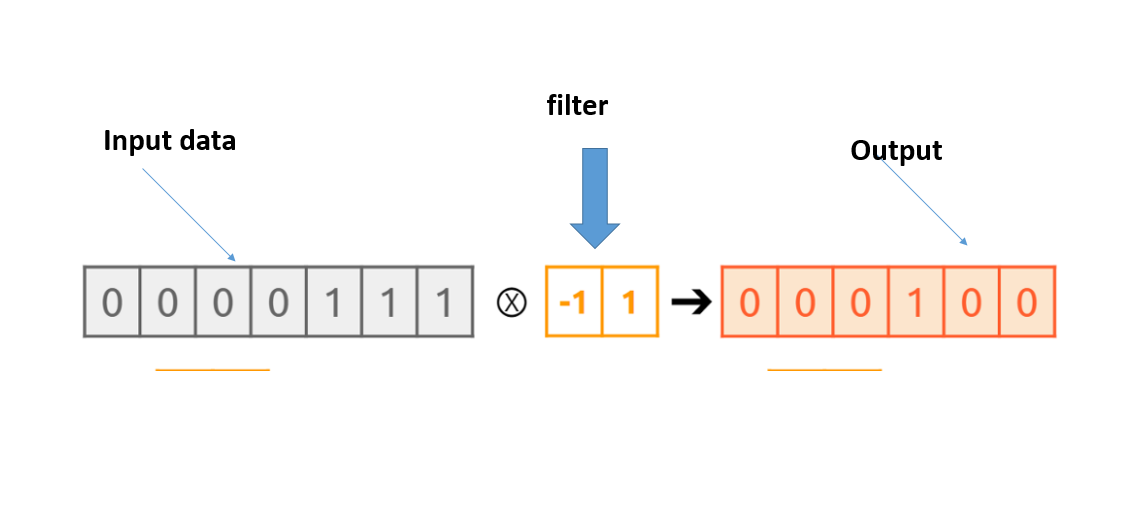 filter
Input data
Output
0 0 0 0 1 1 1 ⊗ -1 1 → 0 0 0 1 0 0